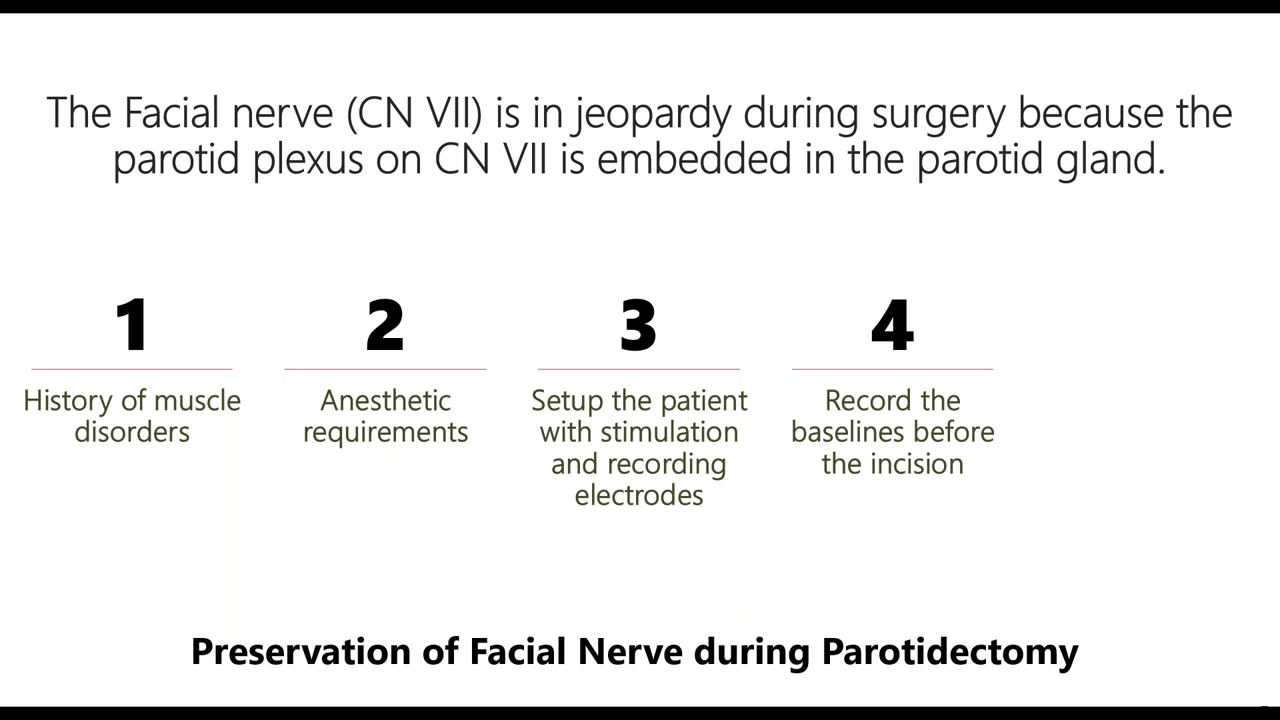 The Facial nerve (CN VII) is in jeopardy during surgery because the
parotid plexus on CN VII is embedded in the parotid gland.
1
History of muscle
disorders
2
Anesthetic
requirements
3
Setup the patient
with stimulation
and recording
electrodes
4
Record the
baselines before
the incision
Preservation of Facial Nerve during Parotidectomy